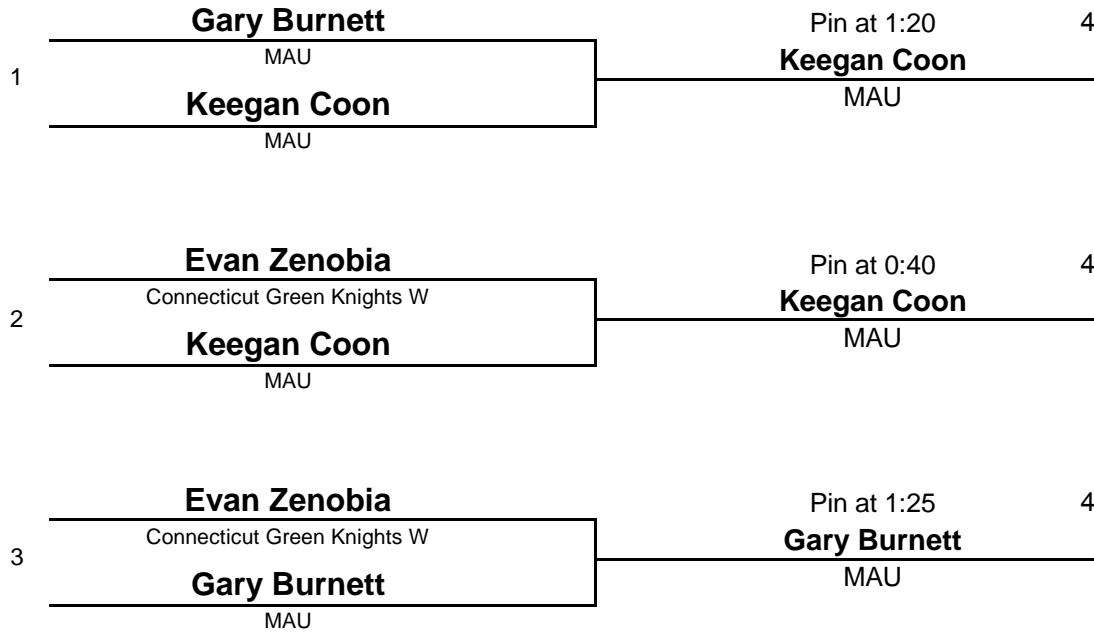 Gary Burnett
MAU
1
Keegan Coon
MAU
Pin at 1:20 4
Keegan Coon
MAU
Evan Zenobia
Connecticut Green Knights W
2
Keegan Coon
MAU
Pin at 0:40 4
Keegan Coon
MAU
Evan Zenobia
Connecticut Green Knights W
3
Gary Burnett
MAU
Pin at 1:25 4
Gary Burnett
MAU